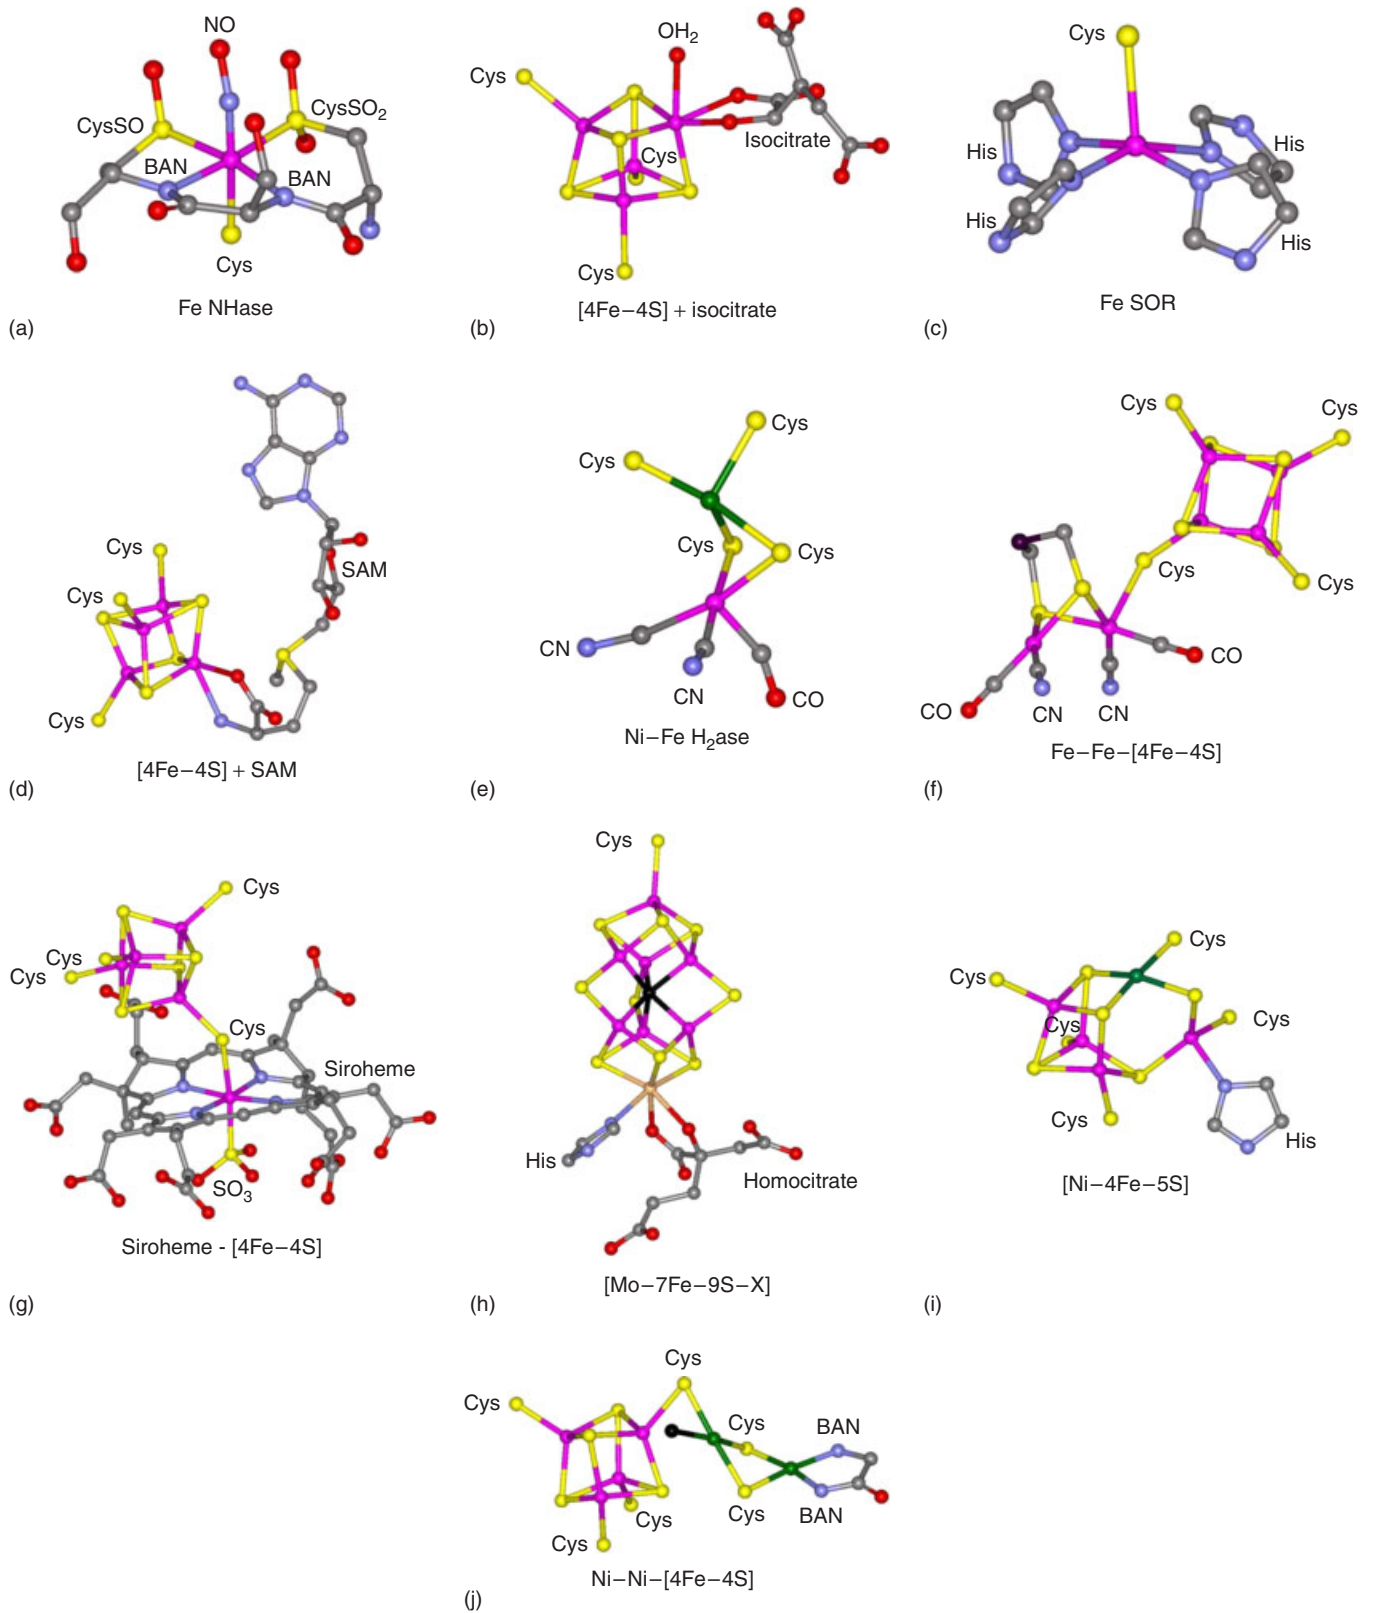 NO
CysSO
CysSO2
BAN
BAN
Cys
Fe NHase
(a)
OH2
Cys
Cys
Isocitrate
Cys
[4Fe–4S] + isocitrate
(b)
Cys
His
His
His
His
Fe SOR
(c)
Cys
Cys
SAM
Cys
[4Fe–4S] + SAM
(d)
Cys
Cys
Cys
Cys
CN
CN
CO
Ni–Fe H2ase
(e)
Cys
Cys
Cys
Cys
CO
CO
CN
CN
Fe–Fe–[4Fe–4S]
(f)
Cys
Cys
Cys
Cys
Siroheme
SO3
Siroheme - [4Fe–4S]
(g)
Cys
His
Homocitrate
[Mo–7Fe–9S–X]
(h)
Cys
Cys
Cys
Cys
Cys
His
[Ni–4Fe–5S]
(i)
Cys
Cys
Cys
BAN
Cys
Cys
BAN
Cys
Ni–Ni–[4Fe–4S]
(j)